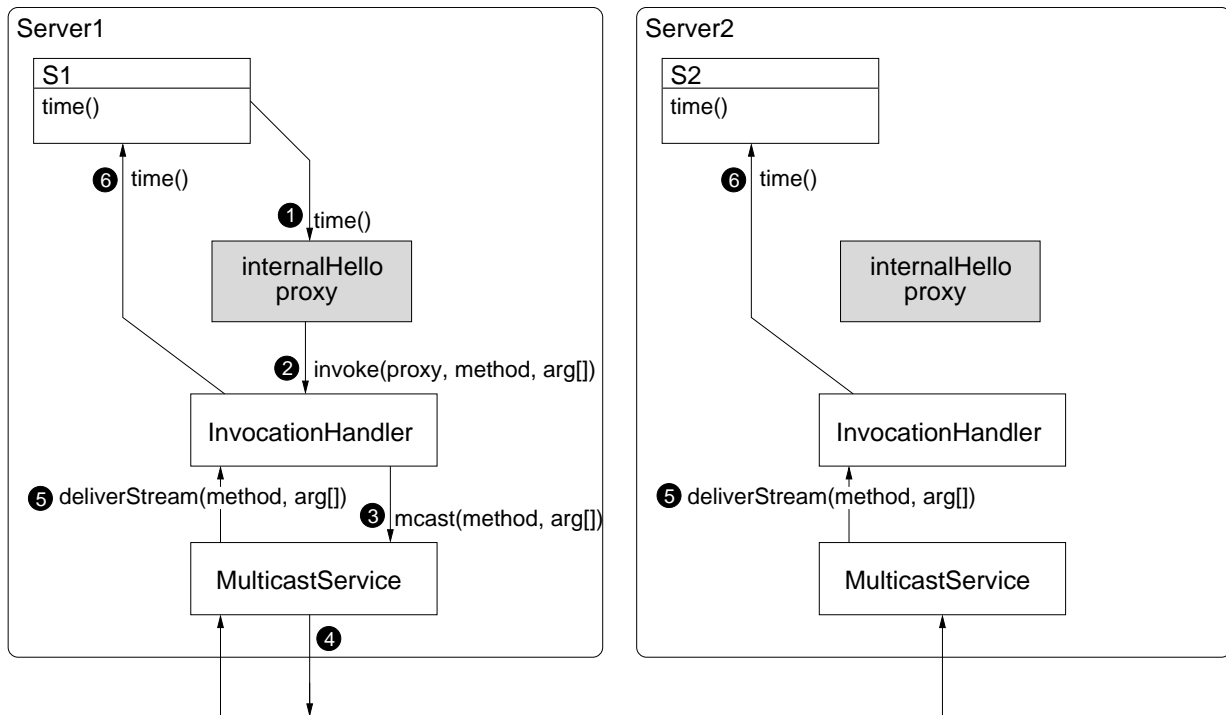 Server1
S1
time()
6 time()
1 time()
internalHello
proxy
2 invoke(proxy, method, arg[])
InvocationHandler
5 deliverStream(method, arg[])
3 mcast(method, arg[])
MulticastService
4
Server2
S2
time()
6 time()
internalHello
proxy
InvocationHandler
5 deliverStream(method, arg[])
MulticastService